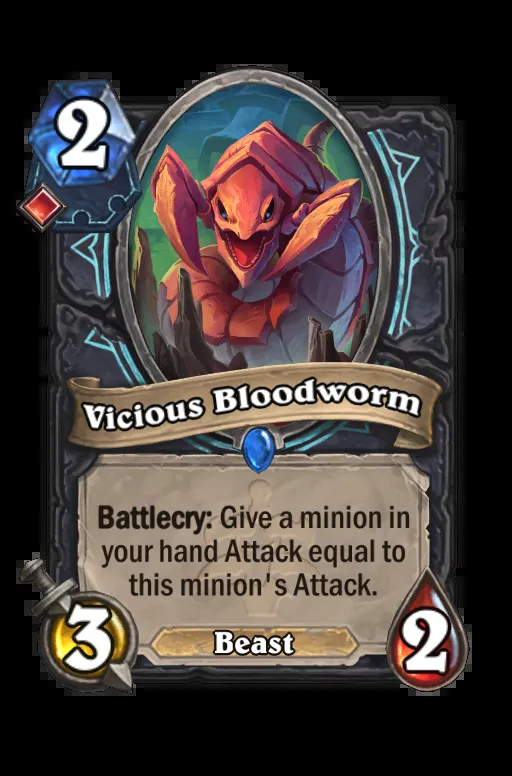 2
Vicious Bloodworm
Battlecry: Give a minion in
your hand Attack equal to
this minion's Attack.
3
Beast
2